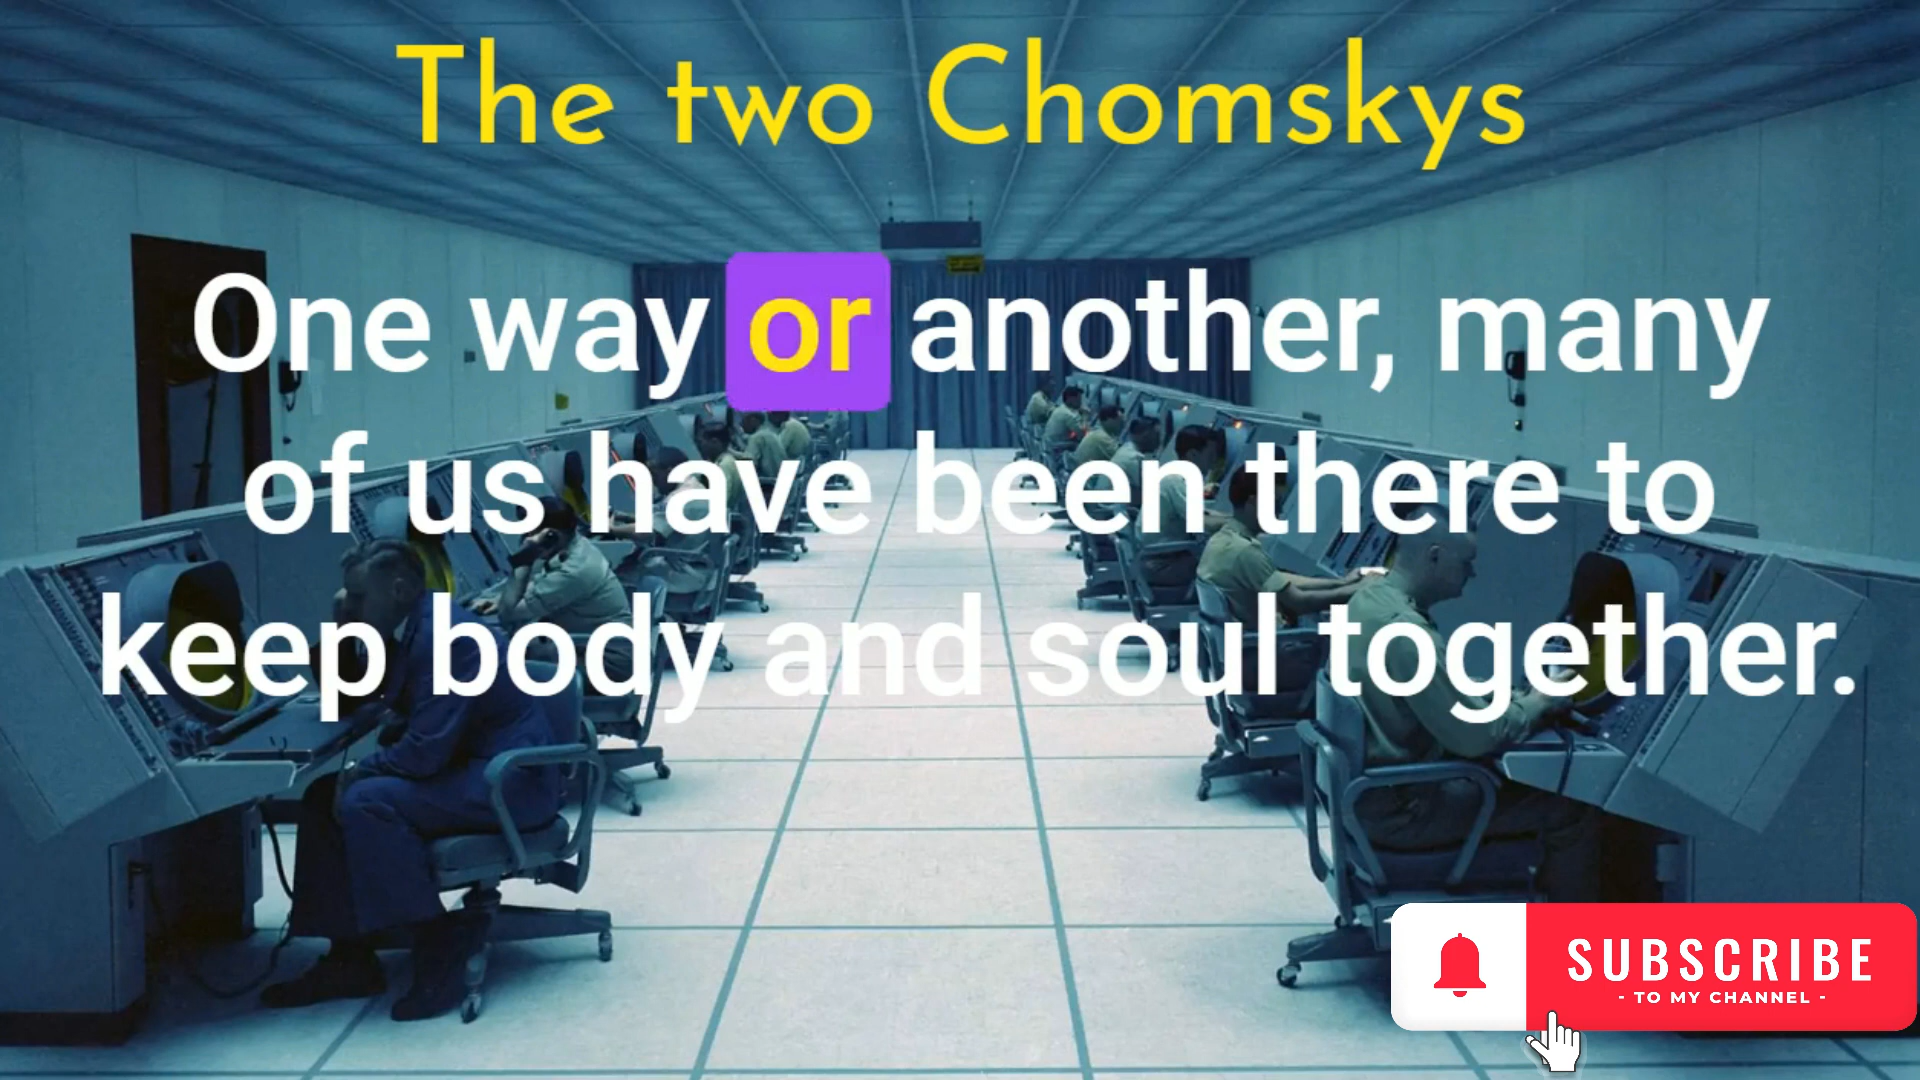 The two Chomskys
One way or another, many
of us have been there to
keep body and soul together.
SUBSCRIBE
- TO MY CHANNEL -